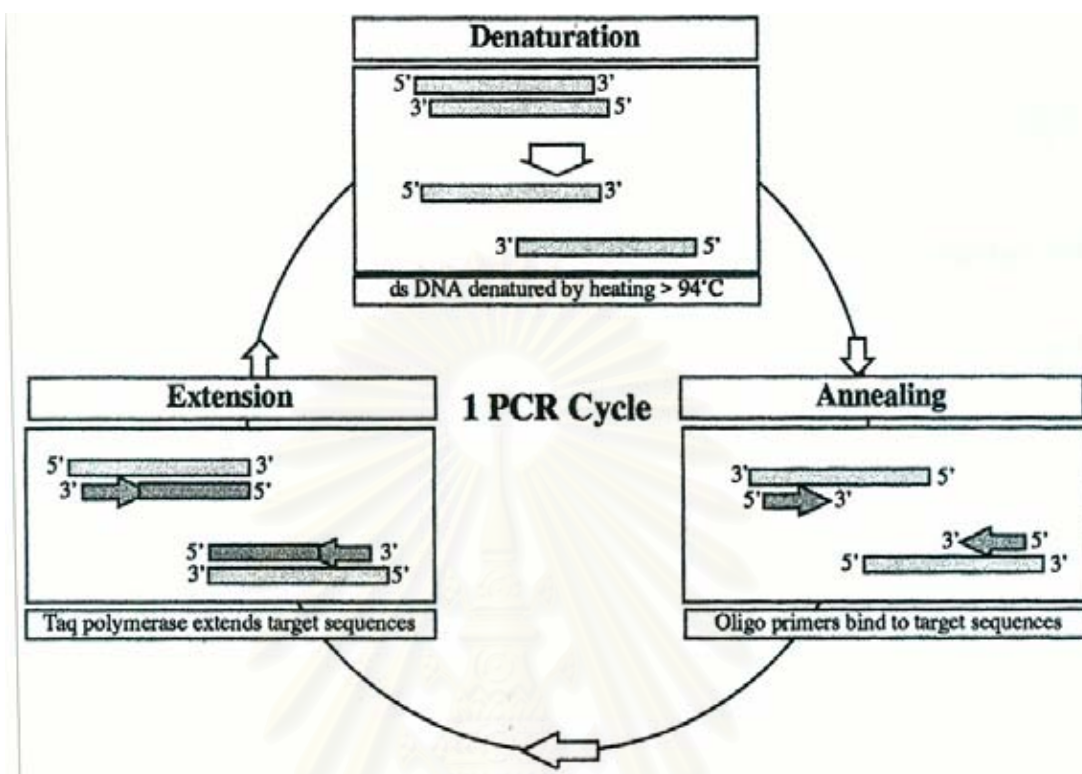 Denaturation
5' 3'
3' 5'
5' 3'
3' 5'
ds DNA denatured by heating > 94°C
Extension
1 PCR Cycle
Annealing
5' 3'
3' 5'
5' 3'
3' 5'
Taq polymerase extends target sequences
3' 5'
5' 3'
3' 5'
5' 3'
Oligo primers bind to target sequences